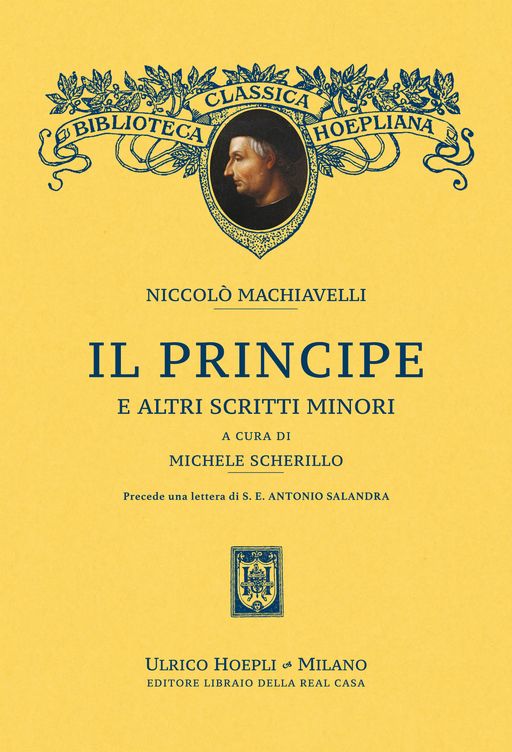 BIBLIOTECA CLASSICA HOEPLIANA
NICCOLÒ MACHIAVELLI
IL PRINCIPE
E ALTRI SCRITTI MINORI
A CURA DI
MICHELE SCHERILLO
Precede una lettera di S. E. ANTONIO SALANDRA
ULRICO HOEPLI MILANO
EDITORE LIBRAIO DELLA REAL CASA